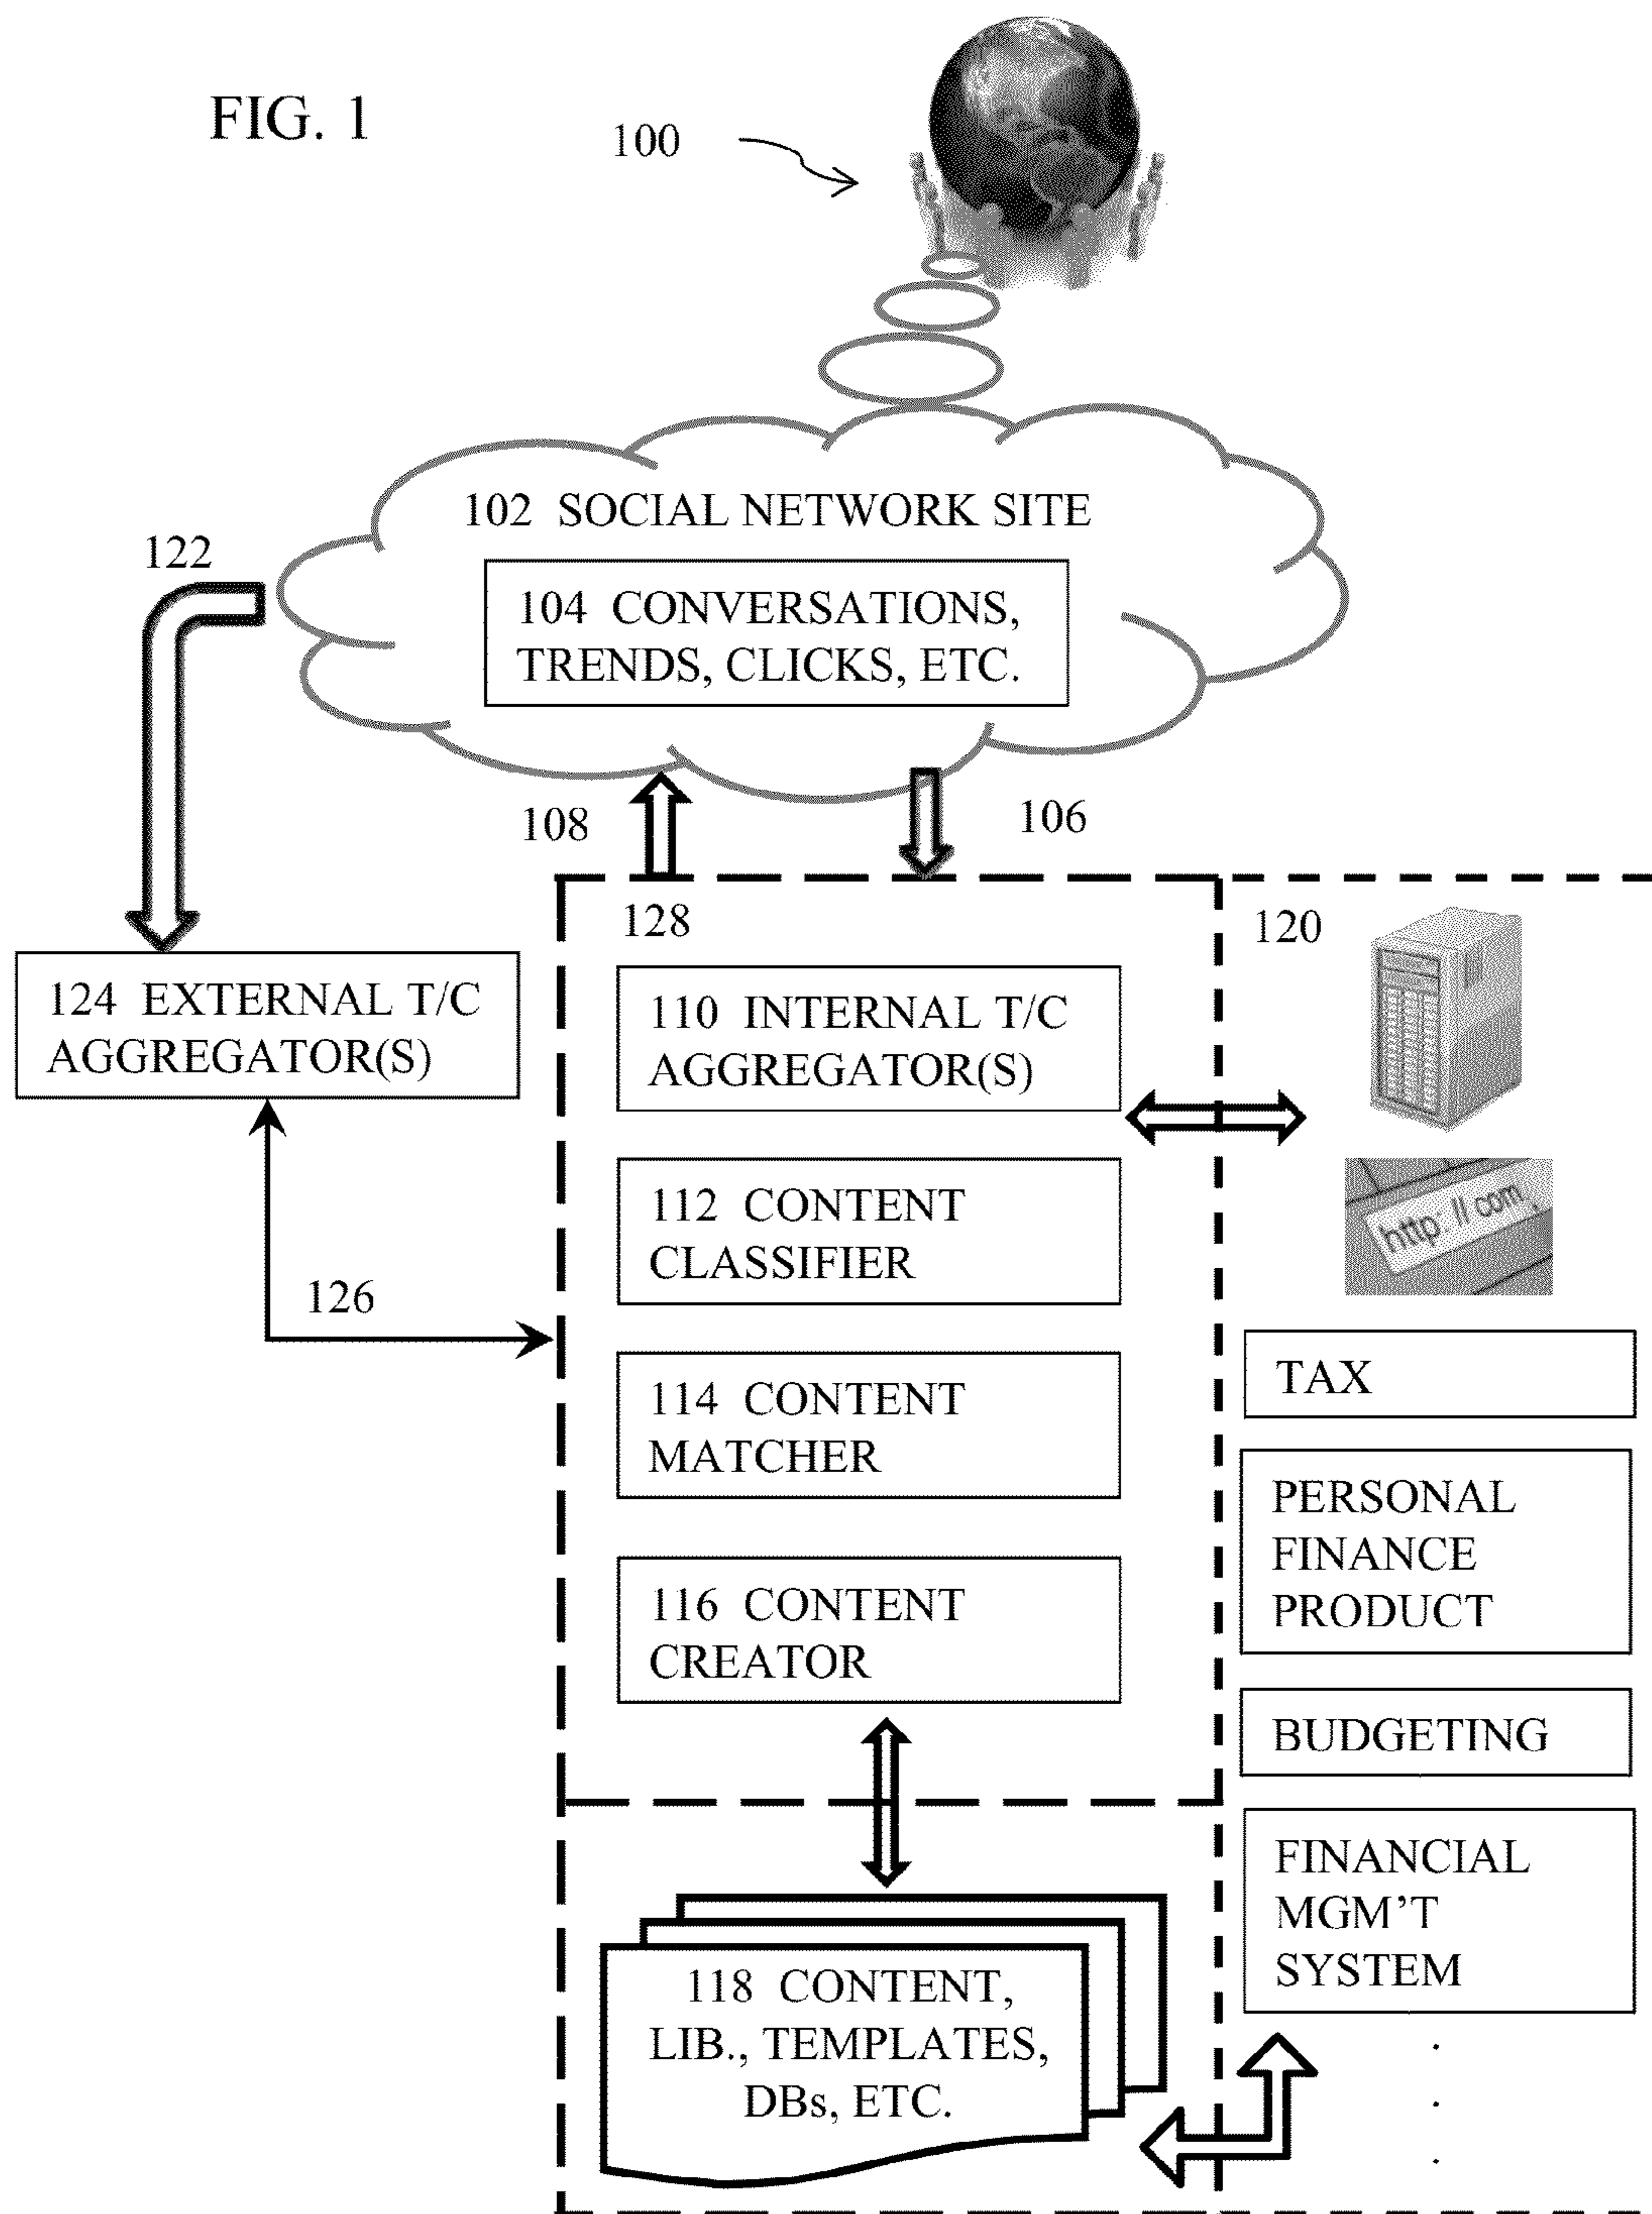 FIG. 1
100
102 SOCIAL NETWORK SITE
122
104 CONVERSATIONS,
TRENDS, CLICKS, ETC.
108
106
128
120
124 EXTERNAL T/C
AGGREGATOR(S)
110 INTERNAL T/C
AGGREGATOR(S)
112 CONTENT
CLASSIFIER
http: // com
126
114 CONTENT
MATCHER
TAX
PERSONAL
FINANCE
PRODUCT
116 CONTENT
CREATOR
BUDGETING
FINANCIAL
MGM'T
SYSTEM
118 CONTENT,
LIB., TEMPLATES,
DBs, ETC.